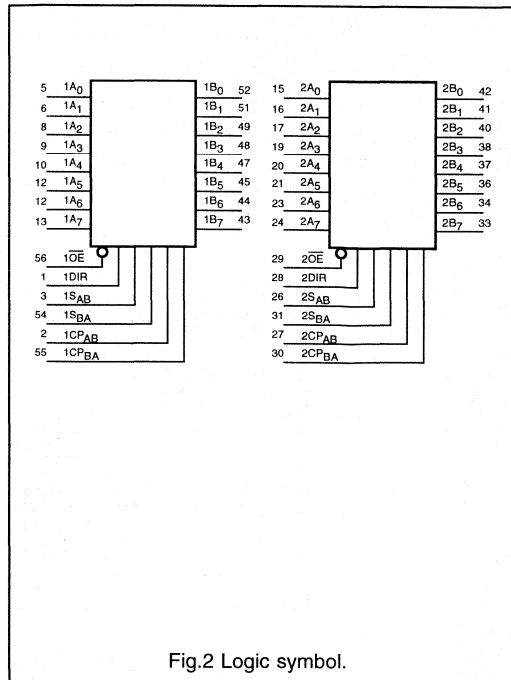 5 1A0 1B0 52
6 1A1 1B1 51
8 1A2 1B2 49
9 1A3 1B3 48
10 1A4 1B4 47
12 1A5 1B5 45
12 1A6 1B6 44
13 1A7 1B7 43
56 1O̅E̅
1 1DIR
3 1SAB
54 1SBA
2 1CPAB
55 1CPBA
15 2A0 2B0 42
16 2A1 2B1 41
17 2A2 2B2 40
19 2A3 2B3 38
20 2A4 2B4 37
21 2A5 2B5 36
23 2A6 2B6 34
24 2A7 2B7 33
29 2O̅E̅
28 2DIR
26 2SAB
31 2SBA
27 2CPAB
30 2CPBA
Fig.2 Logic symbol.